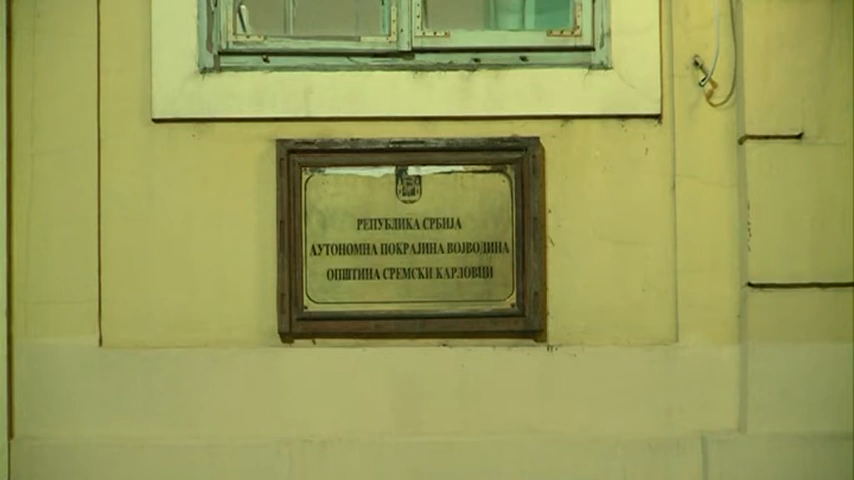 РЕПУБЛИКА СРБИЈА
АУТОНОМНА ПОКРАЈИНА ВОЈВОДИНА
ОПШТИНА СРЕМСКИ КАРЛОВЦИ